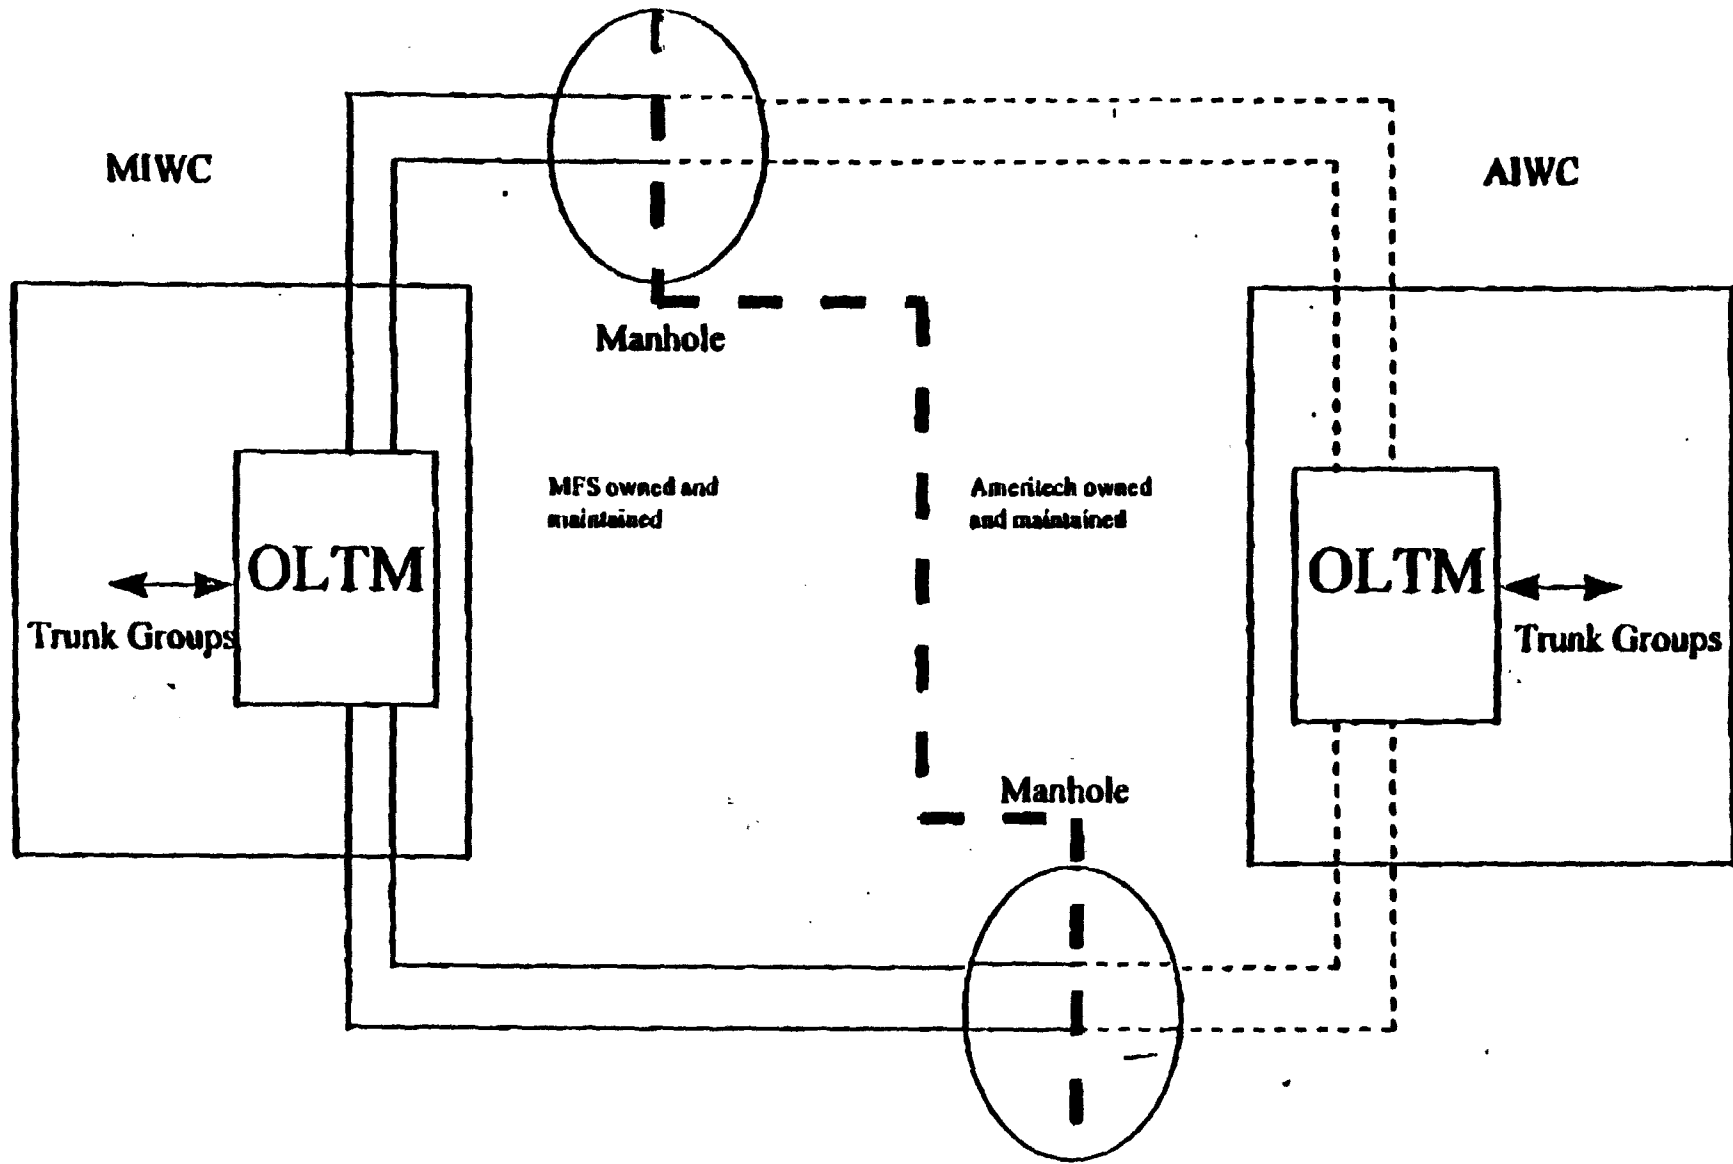 MIWC
AIWC
Manhole
MFS owned and
maintained
Ameritech owned
and maintained
OLTM
OLTM
Trunk Groups
Trunk Groups
Manhole